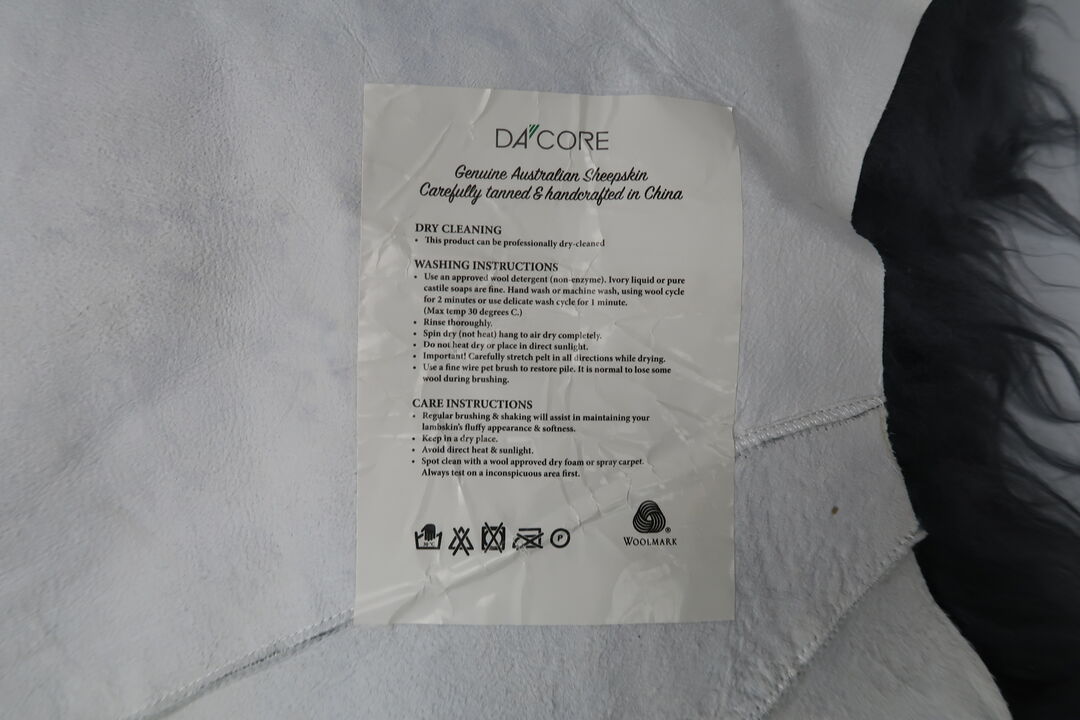 DACORE
Genuine Australian Sheepskin
Carefully tanned & handcrafted in China
DRY CLEANING
• This product can be professionally dry-cleaned
WASHING INSTRUCTIONS
• Use an approved wool detergent (non-enzyme). Ivory liquid or pure
castile soaps are fine. Hand wash or machine wash, using wool cycle
for 2 minutes or use delicate wash cycle for 1 minute.
(Max temp 30 degrees C.)
• Rinse thoroughly.
• Spin dry (not heat) hang to air dry completely.
• Do not heat dry or place in direct sunlight.
• Important! Carefully stretch pelt in all directions while drying.
• Use a fine wire pet brush to restore pile. It is normal to lose some
wool during brushing.
CARE INSTRUCTIONS
• Regular brushing & shaking will assist in maintaining your
lambskin's fluffy appearance & softness.
• Keep in a dry place.
• Avoid direct heat & sunlight.
• Spot clean with a wool approved dry foam or spray carpet.
Always test on a inconspicuous area first.
30°C P
®
WOOLMARK